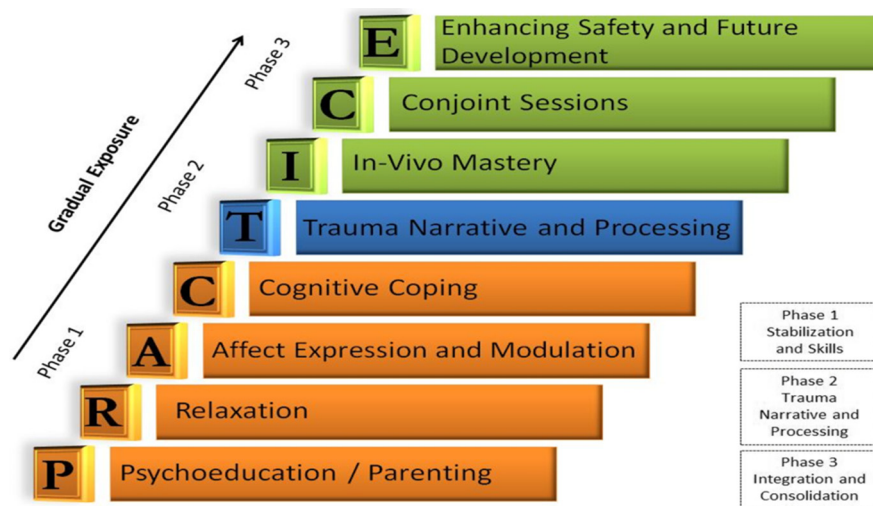 E Enhancing Safety and Future
Development
C Conjoint Sessions
I In-Vivo Mastery
T Trauma Narrative and Processing
C Cognitive Coping
A Affect Expression and Modulation
R Relaxation
P Psychoeducation / Parenting
Gradual Exposure
Phase 3
Phase 2
Phase 1
Phase 1
Stabilization
and Skills
Phase 2
Trauma
Narrative and
Processing
Phase 3
Integration and
Consolidation